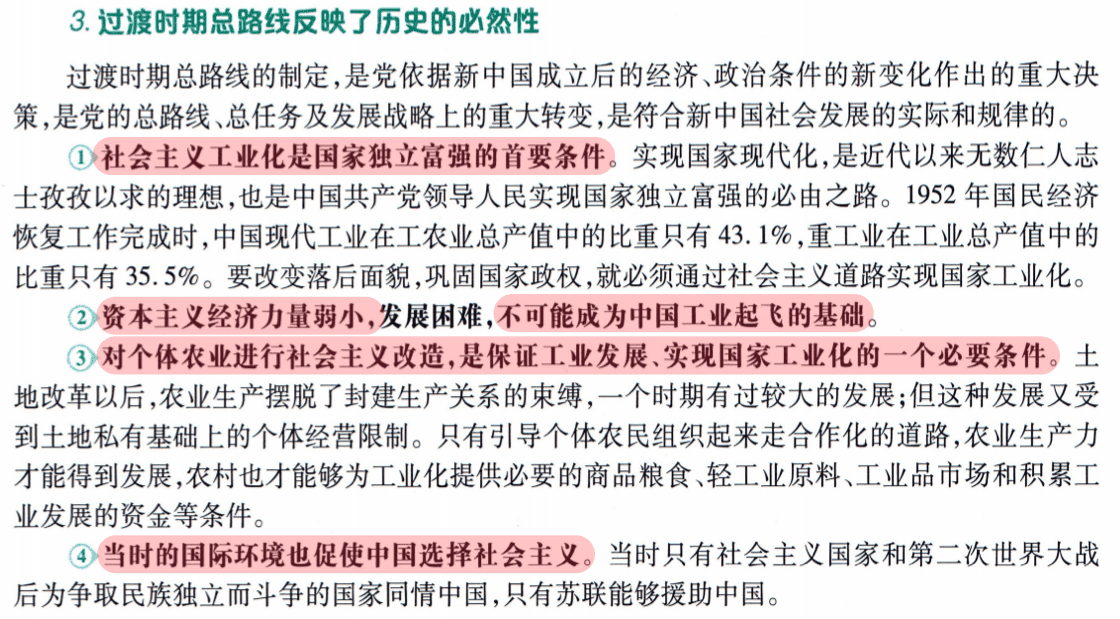 3. 过渡时期总路线反映了历史的必然性
过渡时期总路线的制定,是党依据新中国成立后的经济、政治条件的新变化作出的重大决
策,是党的总路线、总任务及发展战略上的重大转变,是符合新中国社会发展的实际和规律的。
①社会主义工业化是国家独立富强的首要条件。实现国家现代化,是近代以来无数仁人志
士孜孜以求的理想,也是中国共产党领导人民实现国家独立富强的必由之路。1952 年国民经济
恢复工作完成时,中国现代工业在工农业总产值中的比重只有 43.1%,重工业在工业总产值中的
比重只有 35.5%。要改变落后面貌,巩固国家政权,就必须通过社会主义道路实现国家工业化。
②资本主义经济力量弱小,发展困难,不可能成为中国工业起飞的基础。
③对个体农业进行社会主义改造,是保证工业发展、实现国家工业化的一个必要条件。土
地改革以后,农业生产摆脱了封建生产关系的束缚,一个时期有过较大的发展;但这种发展又受
到土地私有基础上的个体经营限制。只有引导个体农民组织起来走合作化的道路,农业生产力
才能得到发展,农村也才能够为工业化提供必要的商品粮食、轻工业原料、工业品市场和积累工
业发展的资金等条件。
④当时的国际环境也促使中国选择社会主义。当时只有社会主义国家和第二次世界大战
后为争取民族独立而斗争的国家同情中国,只有苏联能够援助中国。